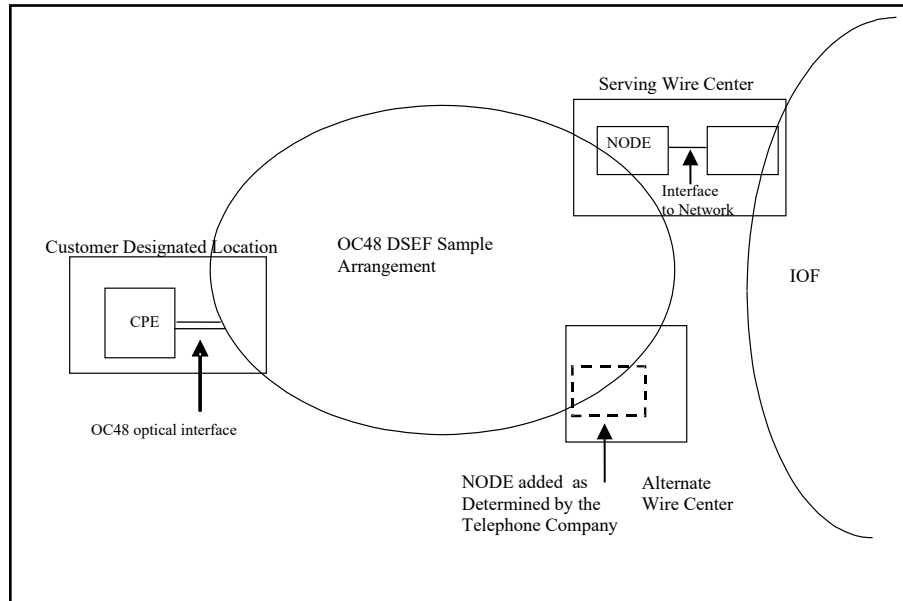 Serving Wire Center
NODE
Interface
to Network
Customer Designated Location
OC48 DSEF Sample
Arrangement
IOF
CPE
OC48 optical interface
NODE added as
Determined by the
Telephone Company
Alternate
Wire Center